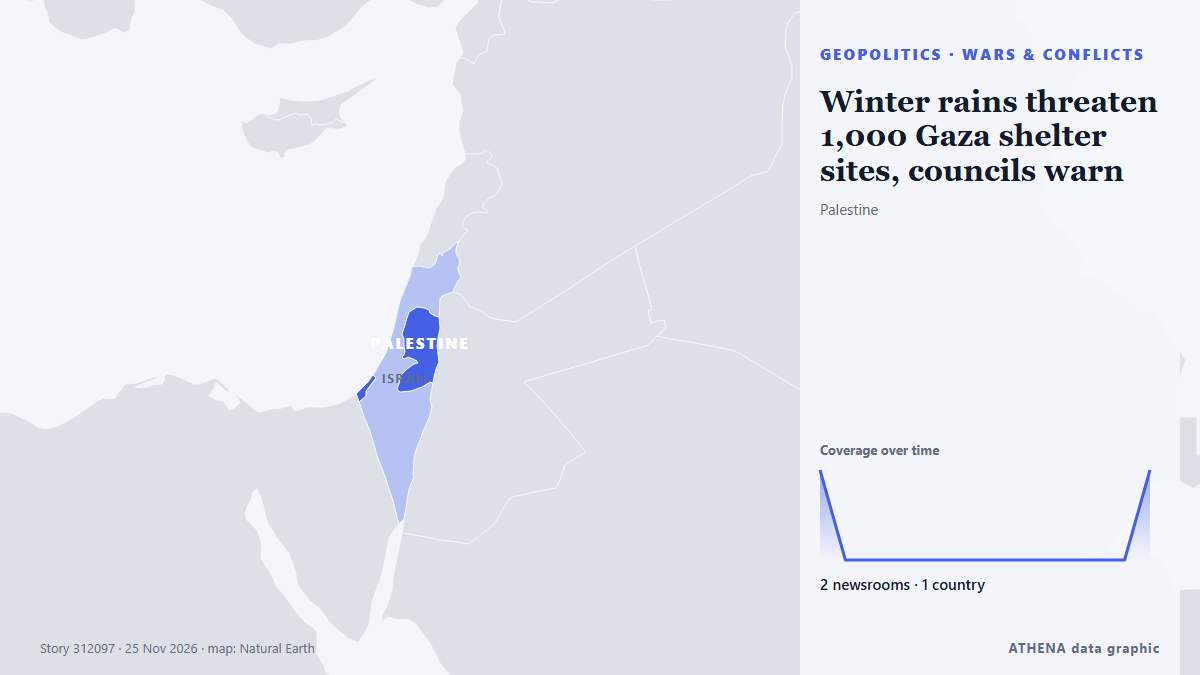 GEOPOLITICS · WARS & CONFLICTS
Winter rains threaten
1,000 Gaza shelter
sites, councils warn
Palestine
PALESTINE
ISRAEL
Coverage over time
2 newsrooms · 1 country
Story 312097 · 25 Nov 2026 · map: Natural Earth
ATHENA data graphic